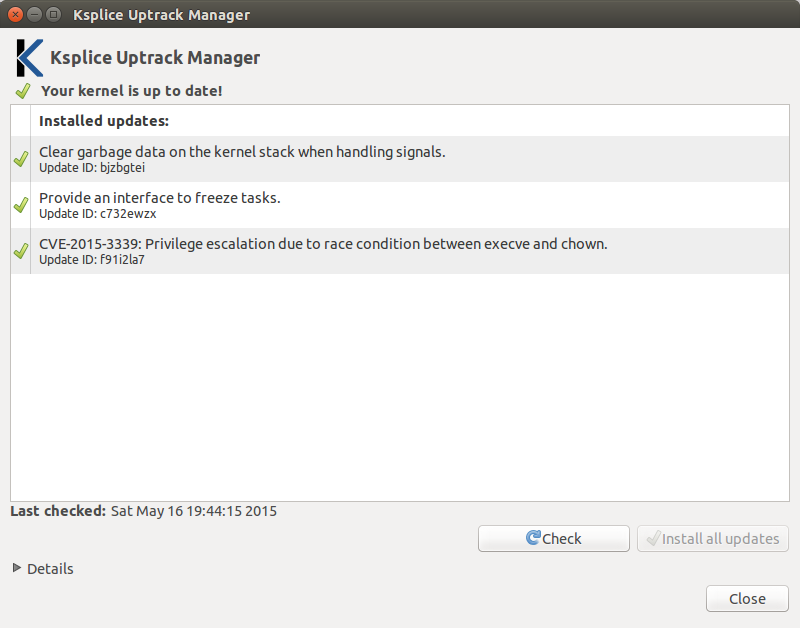 Ksplice Uptrack Manager
Ksplice Uptrack Manager
Your kernel is up to date!
Installed updates:
Clear garbage data on the kernel stack when handling signals.
Update ID: bjzbgtei
Provide an interface to freeze tasks.
Update ID: c732ewzx
CVE-2015-3339: Privilege escalation due to race condition between execve and chown.
Update ID: f91i2la7
Last checked: Sat May 16 19:44:15 2015
Check
Install all updates
Details
Close